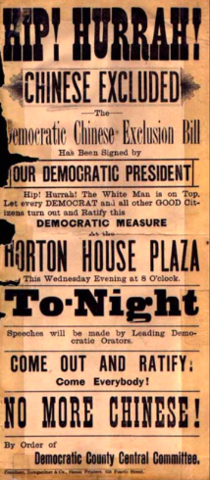 HIP! HURRAH!
CHINESE EXCLUDED
The
Democratic Chinese Exclusion Bill
Has Been Signed by
OUR DEMOCRATIC PRESIDENT
Hip! Hurrah! The White Man is on Top.
Let every DEMOCRAT and all other GOOD Cit-
izens turn out and Ratify this
DEMOCRATIC MEASURE
At the
HORTON HOUSE PLAZA
This Wednesday Evening at 8 O'clock.
To-Night
Speeches will be made by Leading Demo-
cratic Orators.
COME OUT AND RATIFY:
Come Everybody!
NO MORE CHINESE!
By Order of
Democratic County Central Committee.